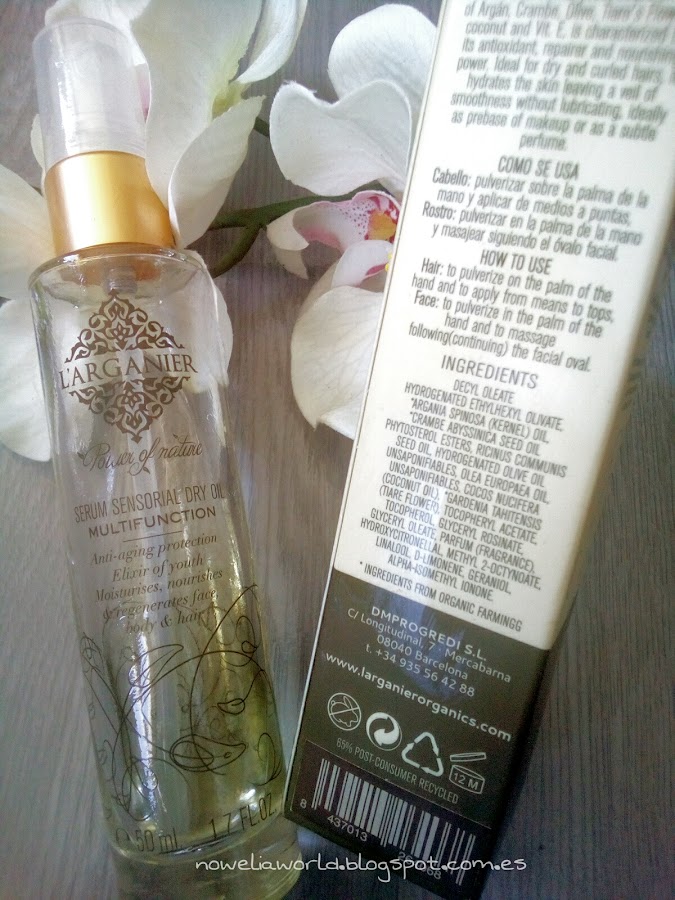 L'ARGANIER
Power of nature
SERUM SENSORIAL DRY OIL
MULTIFUNCTION
Anti-aging protection
Elixir of youth
Moisturises, nourishes
& regenerates face,
body & hair
50 ml 1.7 FL.OZ
of Argán, Crambe, Olive, Tiare's
coconut and Vit. E. is characterized
its antioxidant, repairer and nourishing
power. Ideal for dry and curled hairs.
hydrates the skin leaving a veil of
smoothness without lubricating, ideally
as prebase of makeup or as a subtle
perfume.
COMO SE USA
Cabello: pulverizar sobre la palma de la
mano y aplicar de medios a puntas.
Rostro: pulverizar en la palma de la mano
y masajear siguiendo el óvalo facial.
HOW TO USE
Hair: to pulverize on the palm of the
hand and to apply from means to tops,
Face: to pulverize in the palm of the
hand and to massage
following(continuing) the facial oval.
INGREDIENTS
DECYL OLEATE
HYDROGENATED ETHYLHEXYL OLIVATE,
*ARGANIA SPINOSA (KERNEL) OIL,
*CRAMBE ABYSSINICA SEED OIL
PHYTOSTEROL ESTERS, RICINUS COMMUNIS
SEED OIL, HYDROGENATED OLIVE OIL
UNSAPONIFIABLES, OLEA EUROPAEA OIL
UNSAPONIFIABLES, COCOS NUCIFERA
(COCONUT OIL), *GARDENIA TAHITENSIS
(TIARE FLOWER), TOCOPHERYL ACETATE,
TOCOPHEROL, GLYCERYL ROSINATE,
GLYCERYL OLEATE, PARFUM (FRAGRANCE),
HYDROXYCITRONELLAL, METHYL 2-OCTYNOATE,
LINALOOL, D-LIMONENE, GERANIOL,
ALPHA-ISOMETHYL IONONE.
* INGREDIENTS FROM ORGANIC FARMINGG
DMPROGREDI S.L.
C/ Longitudinal, 7 - Mercabarna
08040 Barcelona
t. +34 935 56 42 88
www.larganierorganics.com
65% POST-CONSUMER RECYCLED
12 M
8 437013
noweliaworld.blogspot.com.es